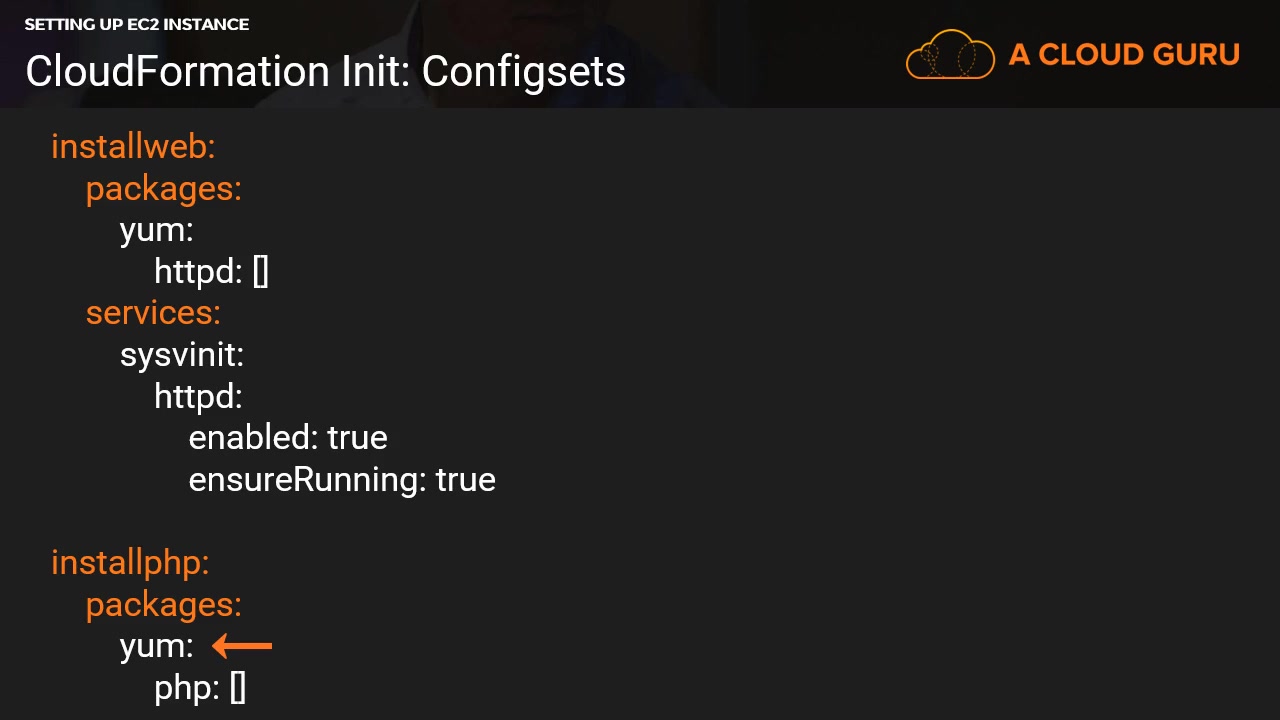 SETTING UP EC2 INSTANCE
CloudFormation Init: Configsets
A CLOUD GURU
installweb:
packages:
yum:
httpd: []
services:
sysvinit:
httpd:
enabled: true
ensureRunning: true
installphp:
packages:
yum:
php: []